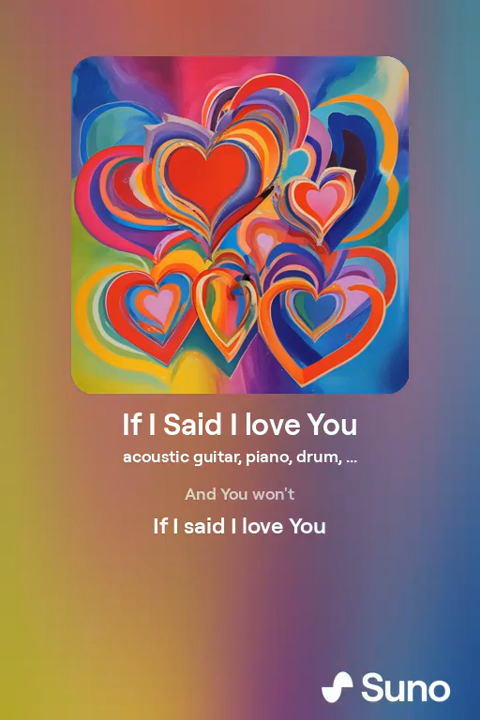 If I Said I love You
acoustic guitar, piano, drum, ...
And You won't
If I said I love You
Suno